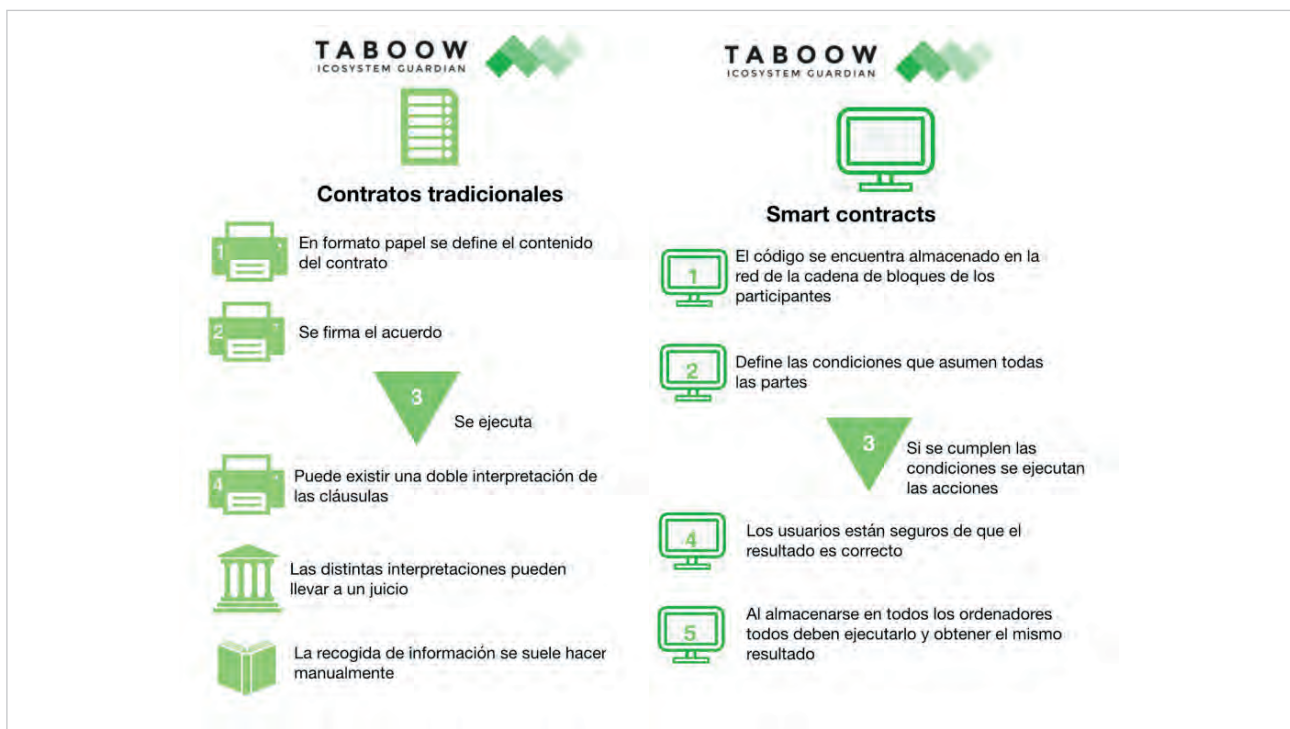 TABOOW
ICOSYSTEM GUARDIAN
Contratos tradicionales
1
En formato papel se define el contenido
del contrato
2
Se firma el acuerdo
3
Se ejecuta
4
Puede existir una doble interpretación de
las cláusulas
Las distintas interpretaciones pueden
llevar a un juicio
La recogida de información se suele hacer
manualmente
TABOOW
ICOSYSTEM GUARDIAN
Smart contracts
1
El código se encuentra almacenado en la
red de la cadena de bloques de los
participantes
2
Define las condiciones que asumen todas
las partes
3
Si se cumplen las
condiciones se ejecutan
las acciones
4
Los usuarios están seguros de que el
resultado es correcto
5
Al almacenarse en todos los ordenadores
todos deben ejecutarlo y obtener el mismo
resultado